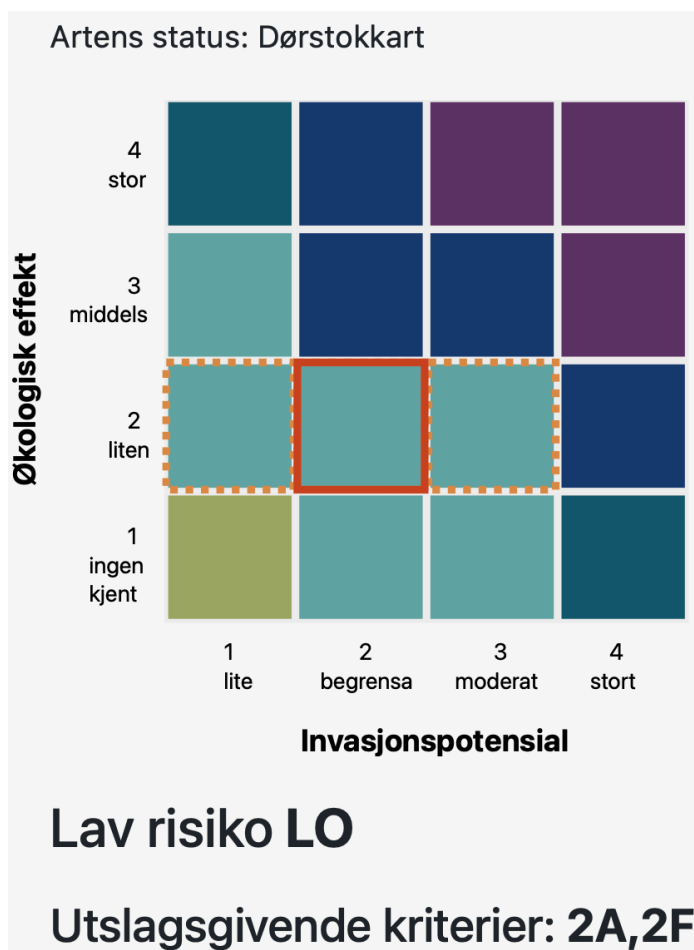 Artens status: Dørstokkart
Økologisk effekt
4
stor
3
middels
2
liten
1
ingen
kjent
1 2 3 4
lite begrensa moderat stort
Invasjonspotensial
Lav risiko LO
Utslagsgivende kriterier: 2A,2F